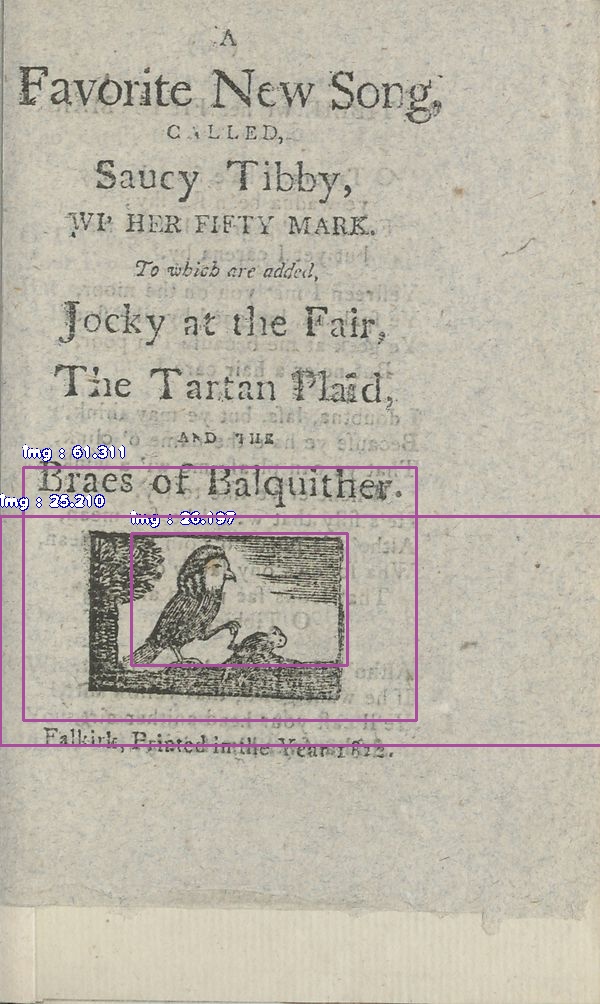 A
Favorite New Song,
CALLED,
Saucy Tibby,
WI' HER FIFTY MARK.
To which are added,
Jocky at the Fair,
The Tartan Plaid,
AND THE
img : 61.311
Braes of Balquither.
img : 25.210
img : 26.197
Falkirk, Printed in the Year 1812.